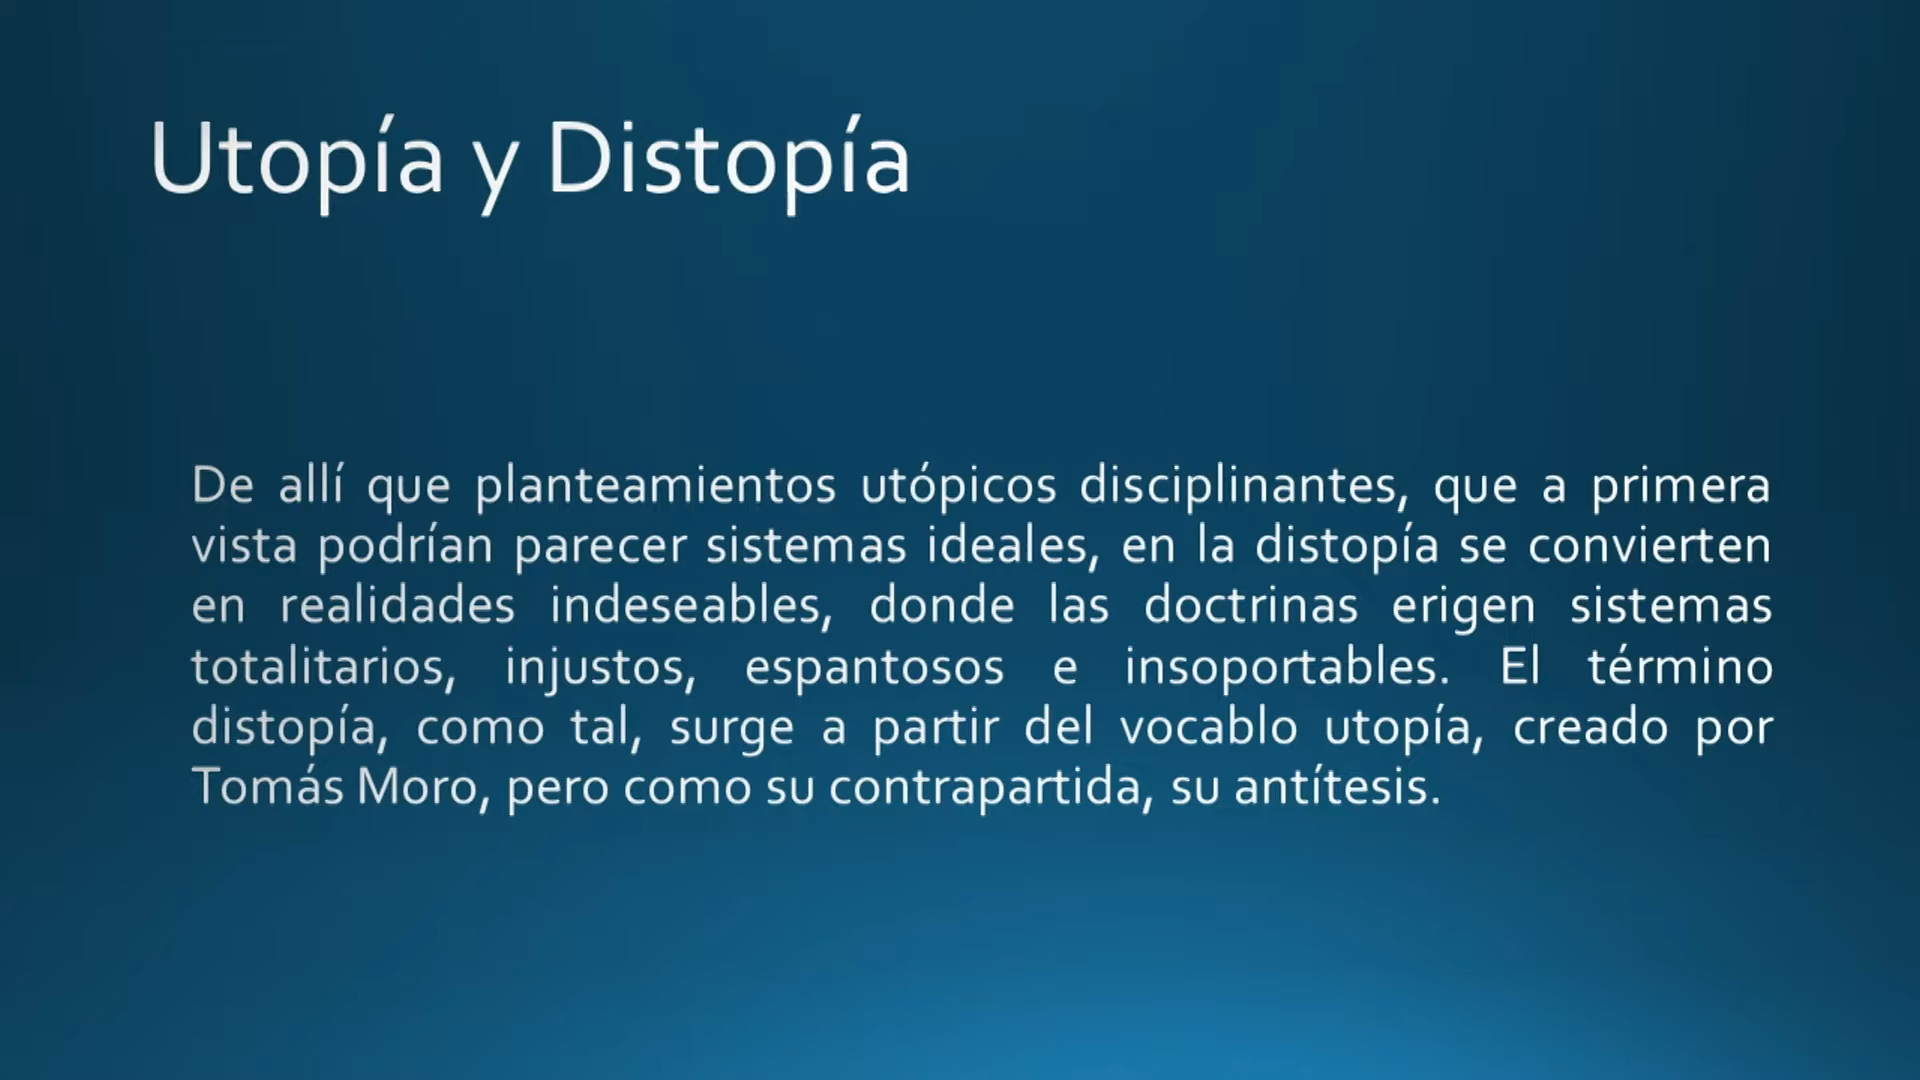 Utopía y Distopía
De allí que planteamientos utópicos disciplinantes, que a primera
vista podrían parecer sistemas ideales, en la distopía se convierten
en realidades indeseables, donde las doctrinas erigen sistemas
totalitarios, injustos, espantosos e insoportables. El término
distopía, como tal, surge a partir del vocablo utopía, creado por
Tomás Moro, pero como su contrapartida, su antítesis.